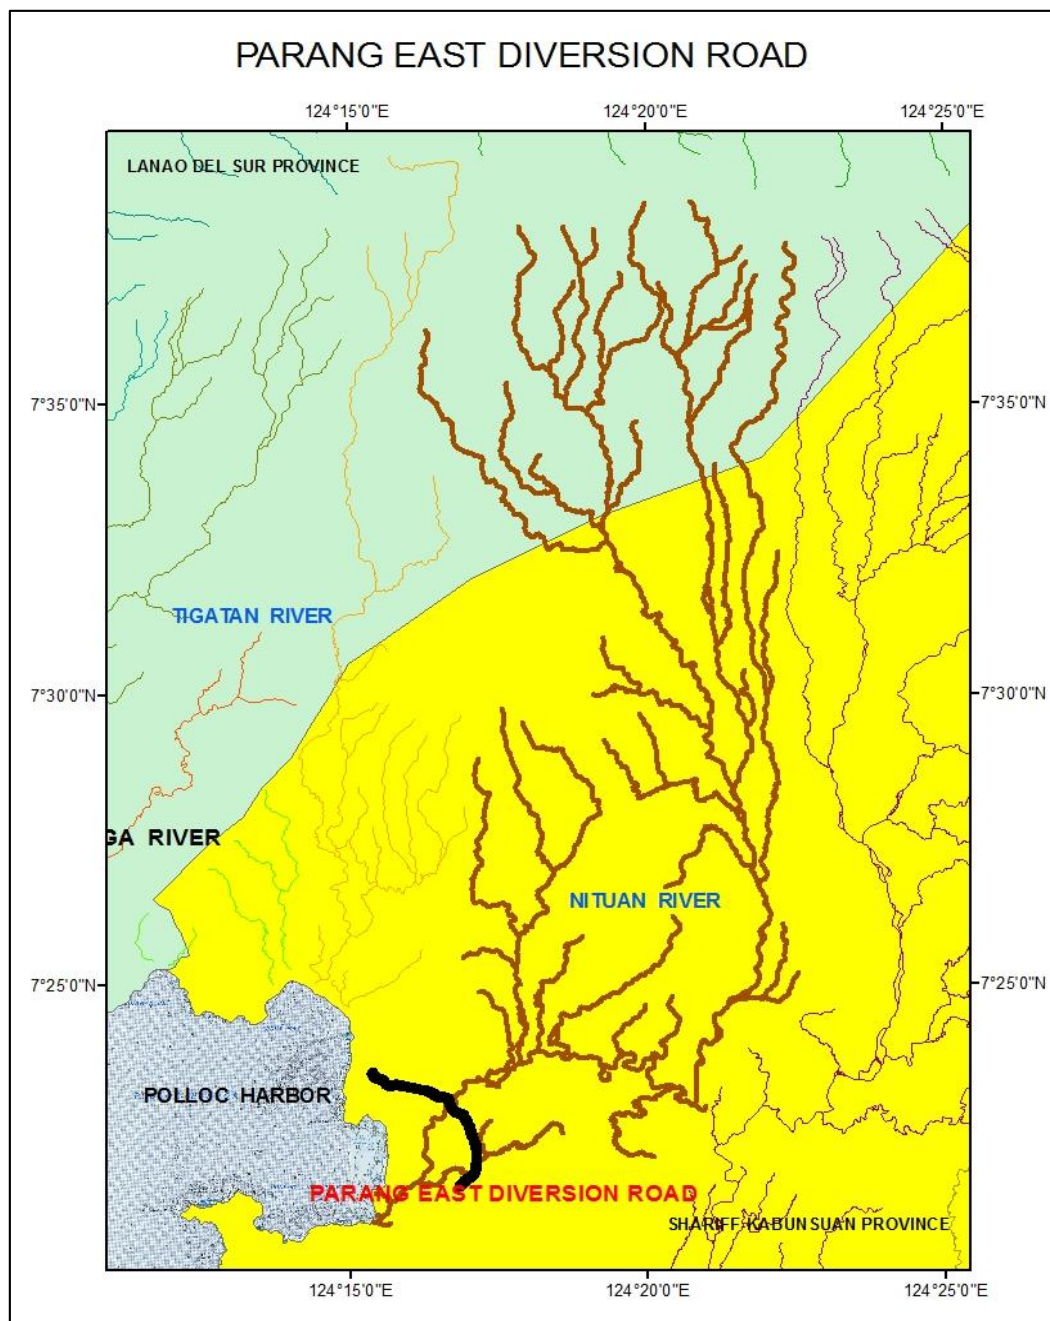 PARANG EAST DIVERSION ROAD
124°15'0"E 124°20'0"E 124°25'0"E
LANAO DEL SUR PROVINCE
7°35'0"N 7°35'0"N
TIGATAN RIVER
7°30'0"N 7°30'0"N
GA RIVER
NITUAN RIVER
7°25'0"N 7°25'0"N
POLLOC HARBOR
PARANG EAST DIVERSION ROAD
SHARIFF KABUNSUAN PROVINCE
124°15'0"E 124°20'0"E 124°25'0"E